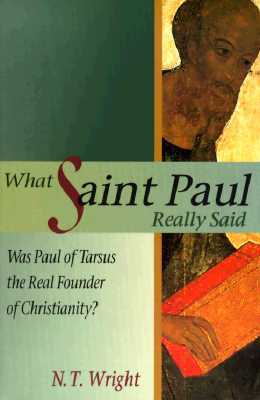 What Saint Paul
Really Said
Was Paul of Tarsus
the Real Founder
of Christianity?
N. T. Wright